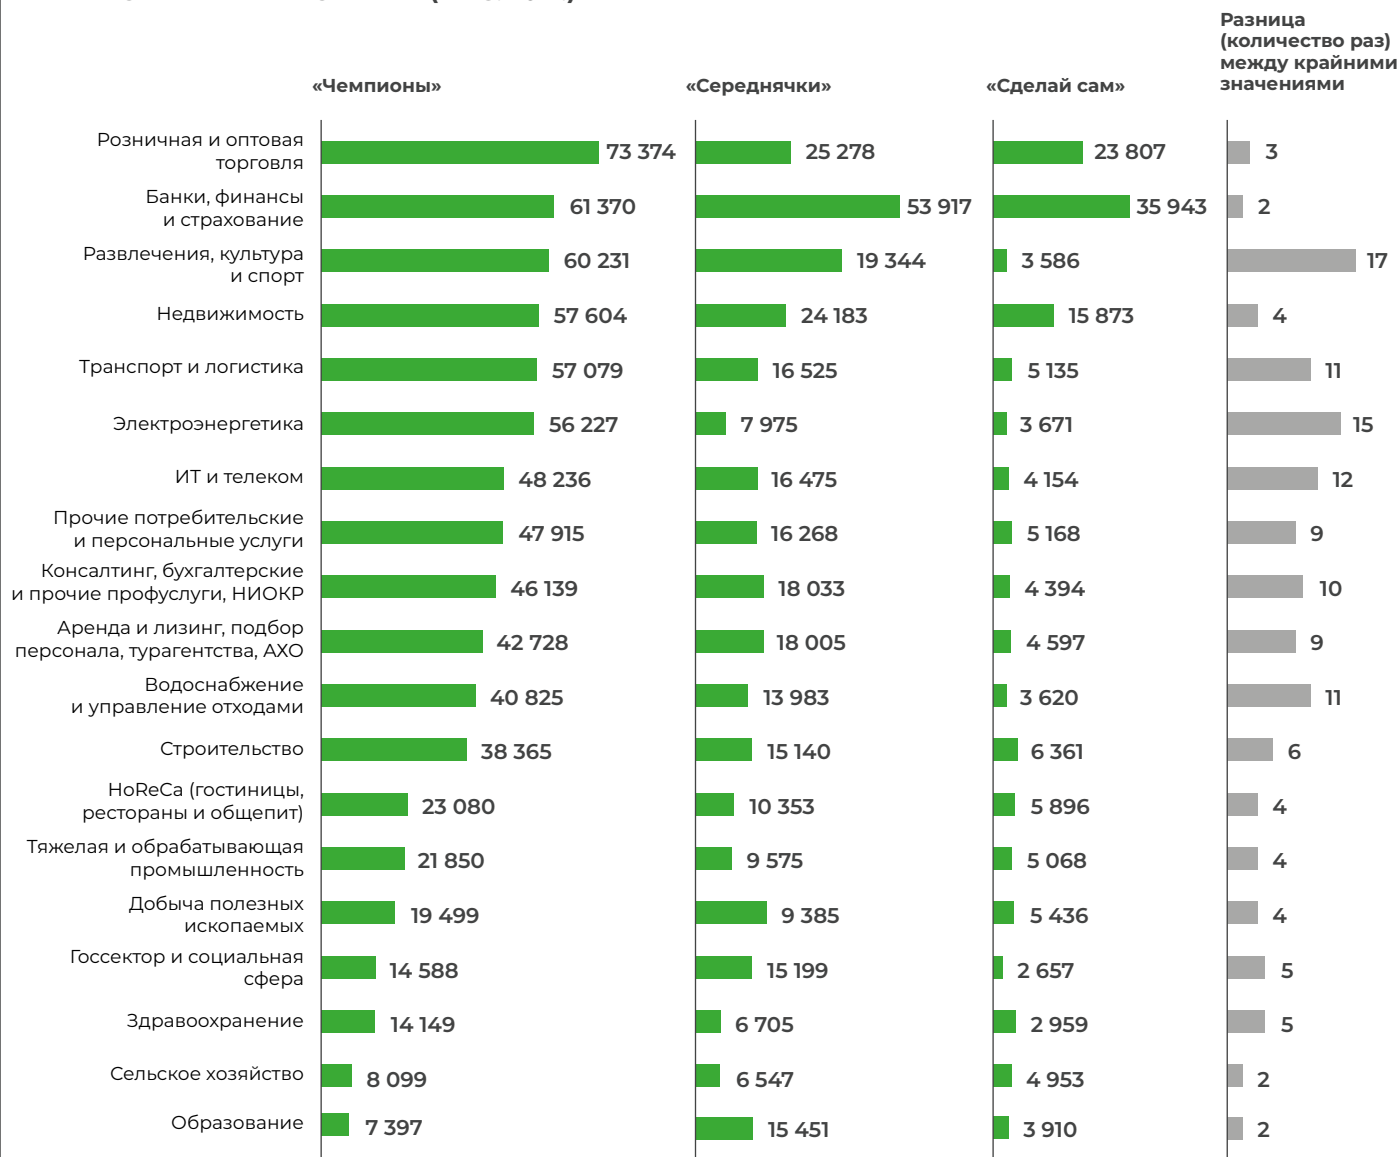 Разница
(количество раз)
между крайними
значениями
«Чемпионы»
«Середнячки»
«Сделай сам»
Розничная и оптовая
торговля
73 374
25 278
23 807
3
Банки, финансы
и страхование
61 370
53 917
35 943
2
Развлечения, культура
и спорт
60 231
19 344
3 586
17
Недвижимость
57 604
24 183
15 873
4
Транспорт и логистика
57 079
16 525
5 135
11
Электроэнергетика
56 227
7 975
3 671
15
ИТ и телеком
48 236
16 475
4 154
12
Прочие потребительские
и персональные услуги
47 915
16 268
5 168
9
Консалтинг, бухгалтерские
и прочие профуслуги, НИОКР
46 139
18 033
4 394
10
Аренда и лизинг, подбор
персонала, турагентства, АХО
42 728
18 005
4 597
9
Водоснабжение
и управление отходами
40 825
13 983
3 620
11
Строительство
38 365
15 140
6 361
6
HoReCa (гостиницы,
рестораны и общепит)
23 080
10 353
5 896
4
Тяжелая и обрабатывающая
промышленность
21 850
9 575
5 068
4
Добыча полезных
ископаемых
19 499
9 385
5 436
4
Госсектор и социальная
сфера
14 588
15 199
2 657
5
Здравоохранение
14 149
6 705
2 959
5
Сельское хозяйство
8 099
6 547
4 953
2
Образование
7 397
15 451
3 910
2